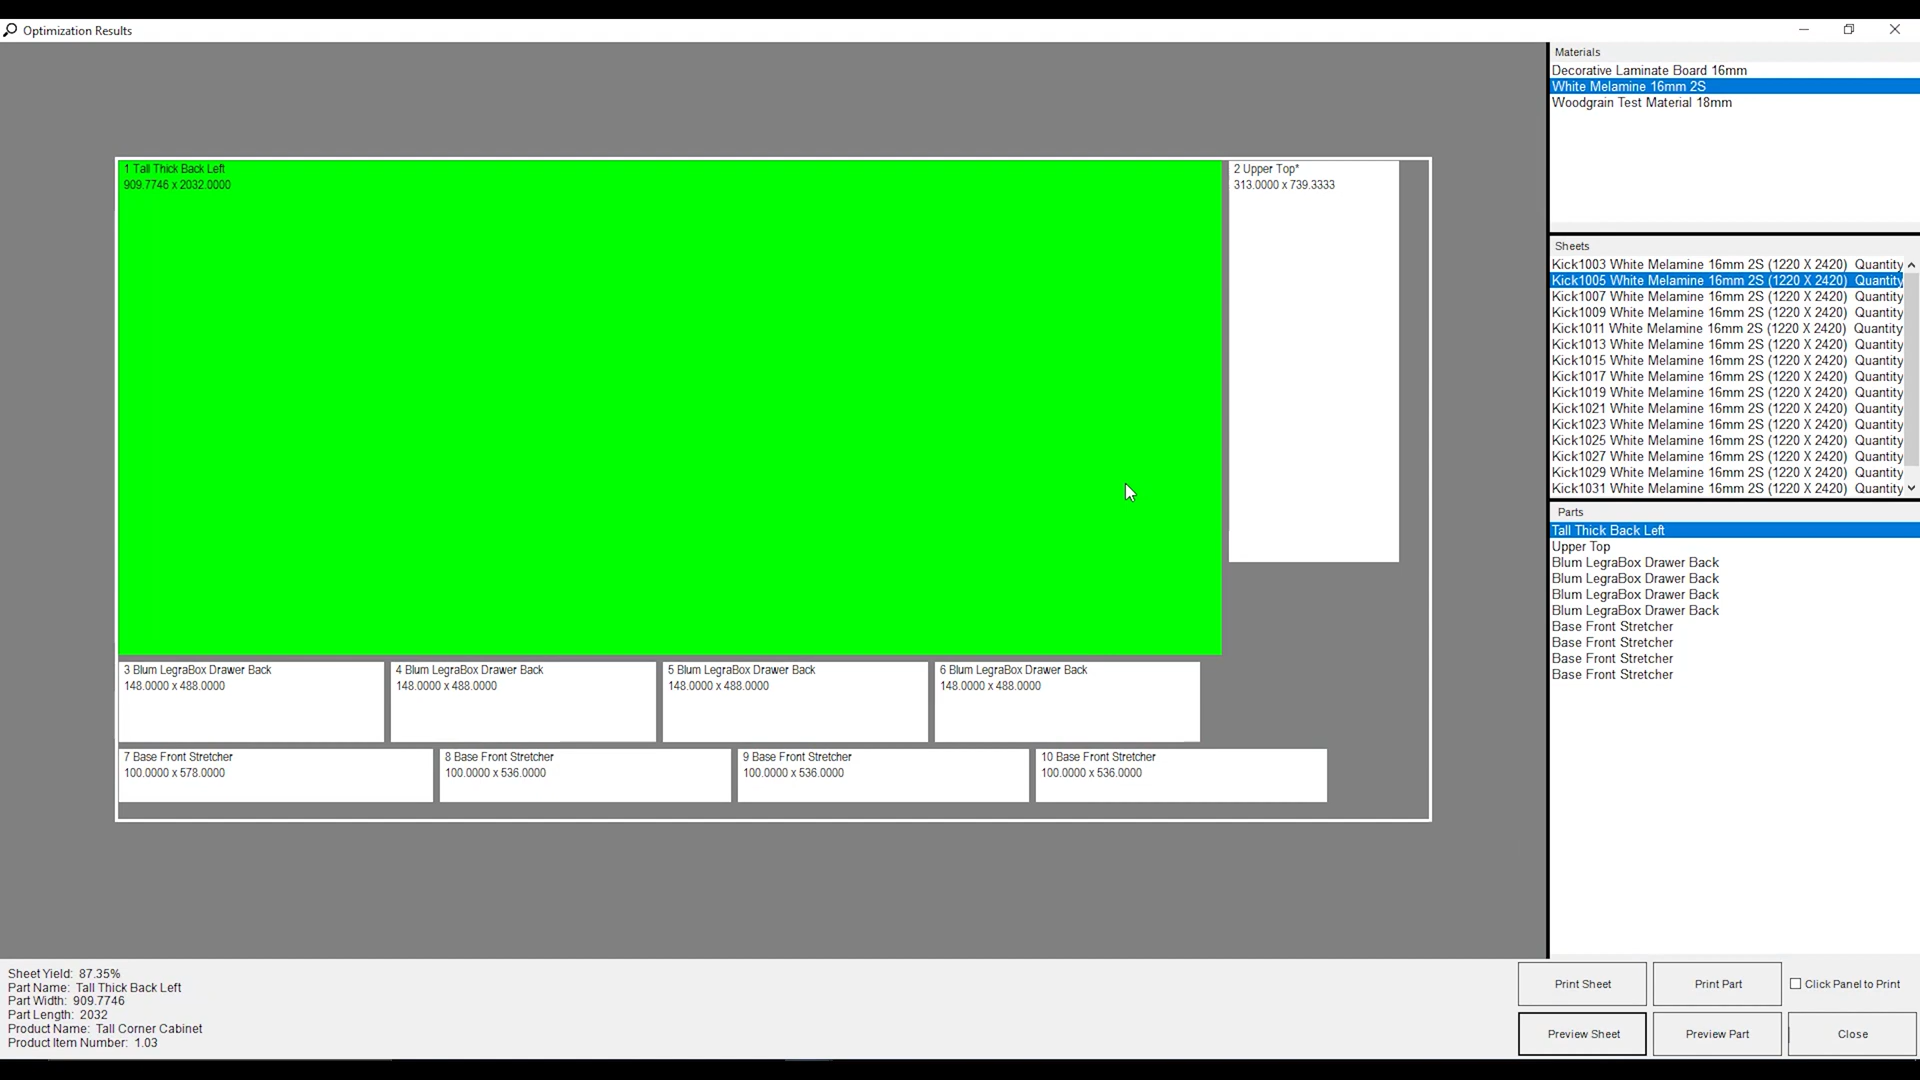 Optimization Results
1 Tall Thick Back Left
909.7746 x 2032.0000
2 Upper Top*
313.0000 x 739.3333
3 Blum LegraBox Drawer Back
148.0000 x 488.0000
4 Blum LegraBox Drawer Back
148.0000 x 488.0000
5 Blum LegraBox Drawer Back
148.0000 x 488.0000
6 Blum LegraBox Drawer Back
148.0000 x 488.0000
7 Base Front Stretcher
100.0000 x 578.0000
8 Base Front Stretcher
100.0000 x 536.0000
9 Base Front Stretcher
100.0000 x 536.0000
10 Base Front Stretcher
100.0000 x 536.0000
Materials
Decorative Laminate Board 16mm
White Melamine 16mm 2S
Woodgrain Test Material 18mm
Sheets
Kick1003 White Melamine 16mm 2S (1220 X 2420) Quantity
Kick1005 White Melamine 16mm 2S (1220 X 2420) Quantity
Kick1007 White Melamine 16mm 2S (1220 X 2420) Quantity
Kick1009 White Melamine 16mm 2S (1220 X 2420) Quantity
Kick1011 White Melamine 16mm 2S (1220 X 2420) Quantity
Kick1013 White Melamine 16mm 2S (1220 X 2420) Quantity
Kick1015 White Melamine 16mm 2S (1220 X 2420) Quantity
Kick1017 White Melamine 16mm 2S (1220 X 2420) Quantity
Kick1019 White Melamine 16mm 2S (1220 X 2420) Quantity
Kick1021 White Melamine 16mm 2S (1220 X 2420) Quantity
Kick1023 White Melamine 16mm 2S (1220 X 2420) Quantity
Kick1025 White Melamine 16mm 2S (1220 X 2420) Quantity
Kick1027 White Melamine 16mm 2S (1220 X 2420) Quantity
Kick1029 White Melamine 16mm 2S (1220 X 2420) Quantity
Kick1031 White Melamine 16mm 2S (1220 X 2420) Quantity
Parts
Tall Thick Back Left
Upper Top
Blum LegraBox Drawer Back
Blum LegraBox Drawer Back
Blum LegraBox Drawer Back
Blum LegraBox Drawer Back
Base Front Stretcher
Base Front Stretcher
Base Front Stretcher
Base Front Stretcher
Sheet Yield: 87.35%
Part Name: Tall Thick Back Left
Part Width: 909.7746
Part Length: 2032
Product Name: Tall Corner Cabinet
Product Item Number: 1.03
Print Sheet
Print Part
Click Panel to Print
Preview Sheet
Preview Part
Close